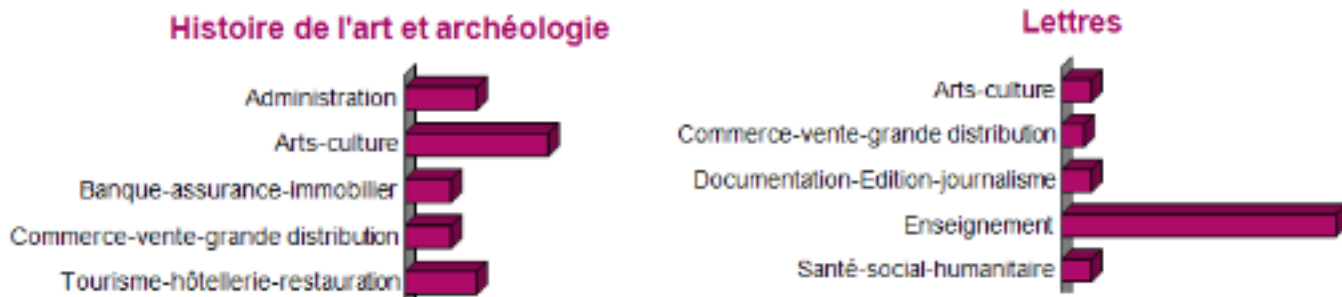 Histoire de l'art et archéologie
Administration
Arts-culture
Banque-assurance-immobilier
Commerce-vente-grande distribution
Tourisme-hôtellerie-restauration
Lettres
Arts-culture
Commerce-vente-grande distribution
Documentation-Edition-journalisme
Enseignement
Santé-social-humanitaire